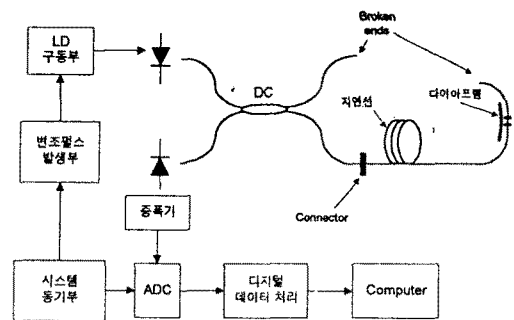 LD
구동부
Broken
ends
DC
지연선
다이아프램
변조펄스
발생부
Connector
증폭기
시스템
동기부
ADC
디지털
데이터 처리
Computer